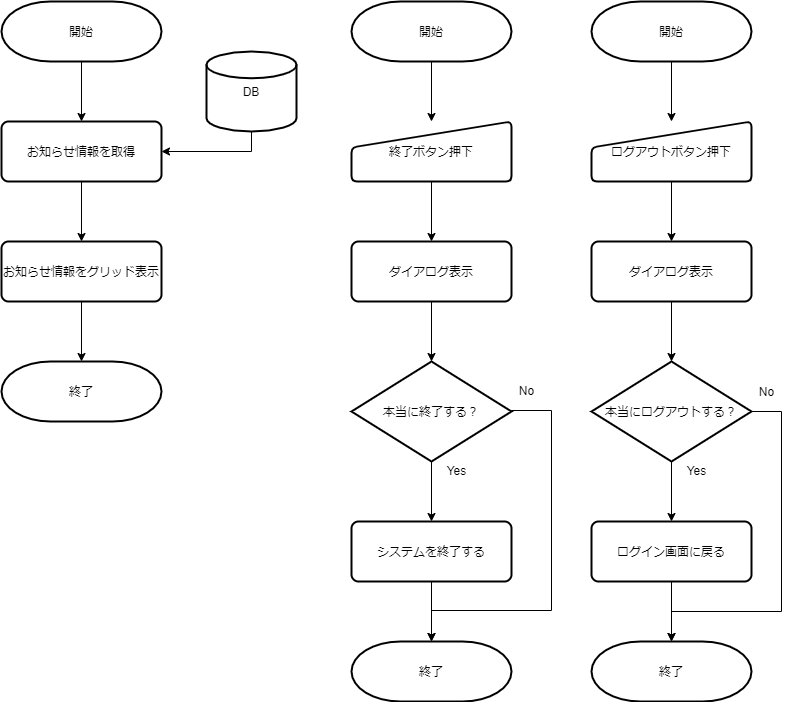 開始
DB
お知らせ情報を取得
お知らせ情報をグリッド表示
終了
開始
終了ボタン押下
ダイアログ表示
本当に終了する？
No
Yes
システムを終了する
終了
開始
ログアウトボタン押下
ダイアログ表示
本当にログアウトする？
No
Yes
ログイン画面に戻る
終了